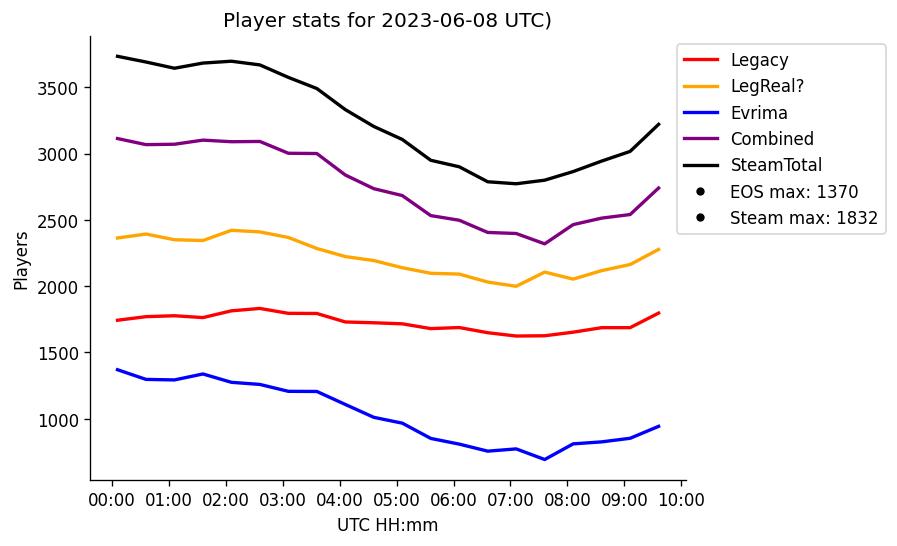 Player stats for 2023-06-08 UTC)
Legacy
LegReal?
Evrima
Combined
SteamTotal
EOS max: 1370
Steam max: 1832
Players
3500
3000
2500
2000
1500
1000
00:00 01:00 02:00 03:00 04:00 05:00 06:00 07:00 08:00 09:00 10:00
UTC HH:mm